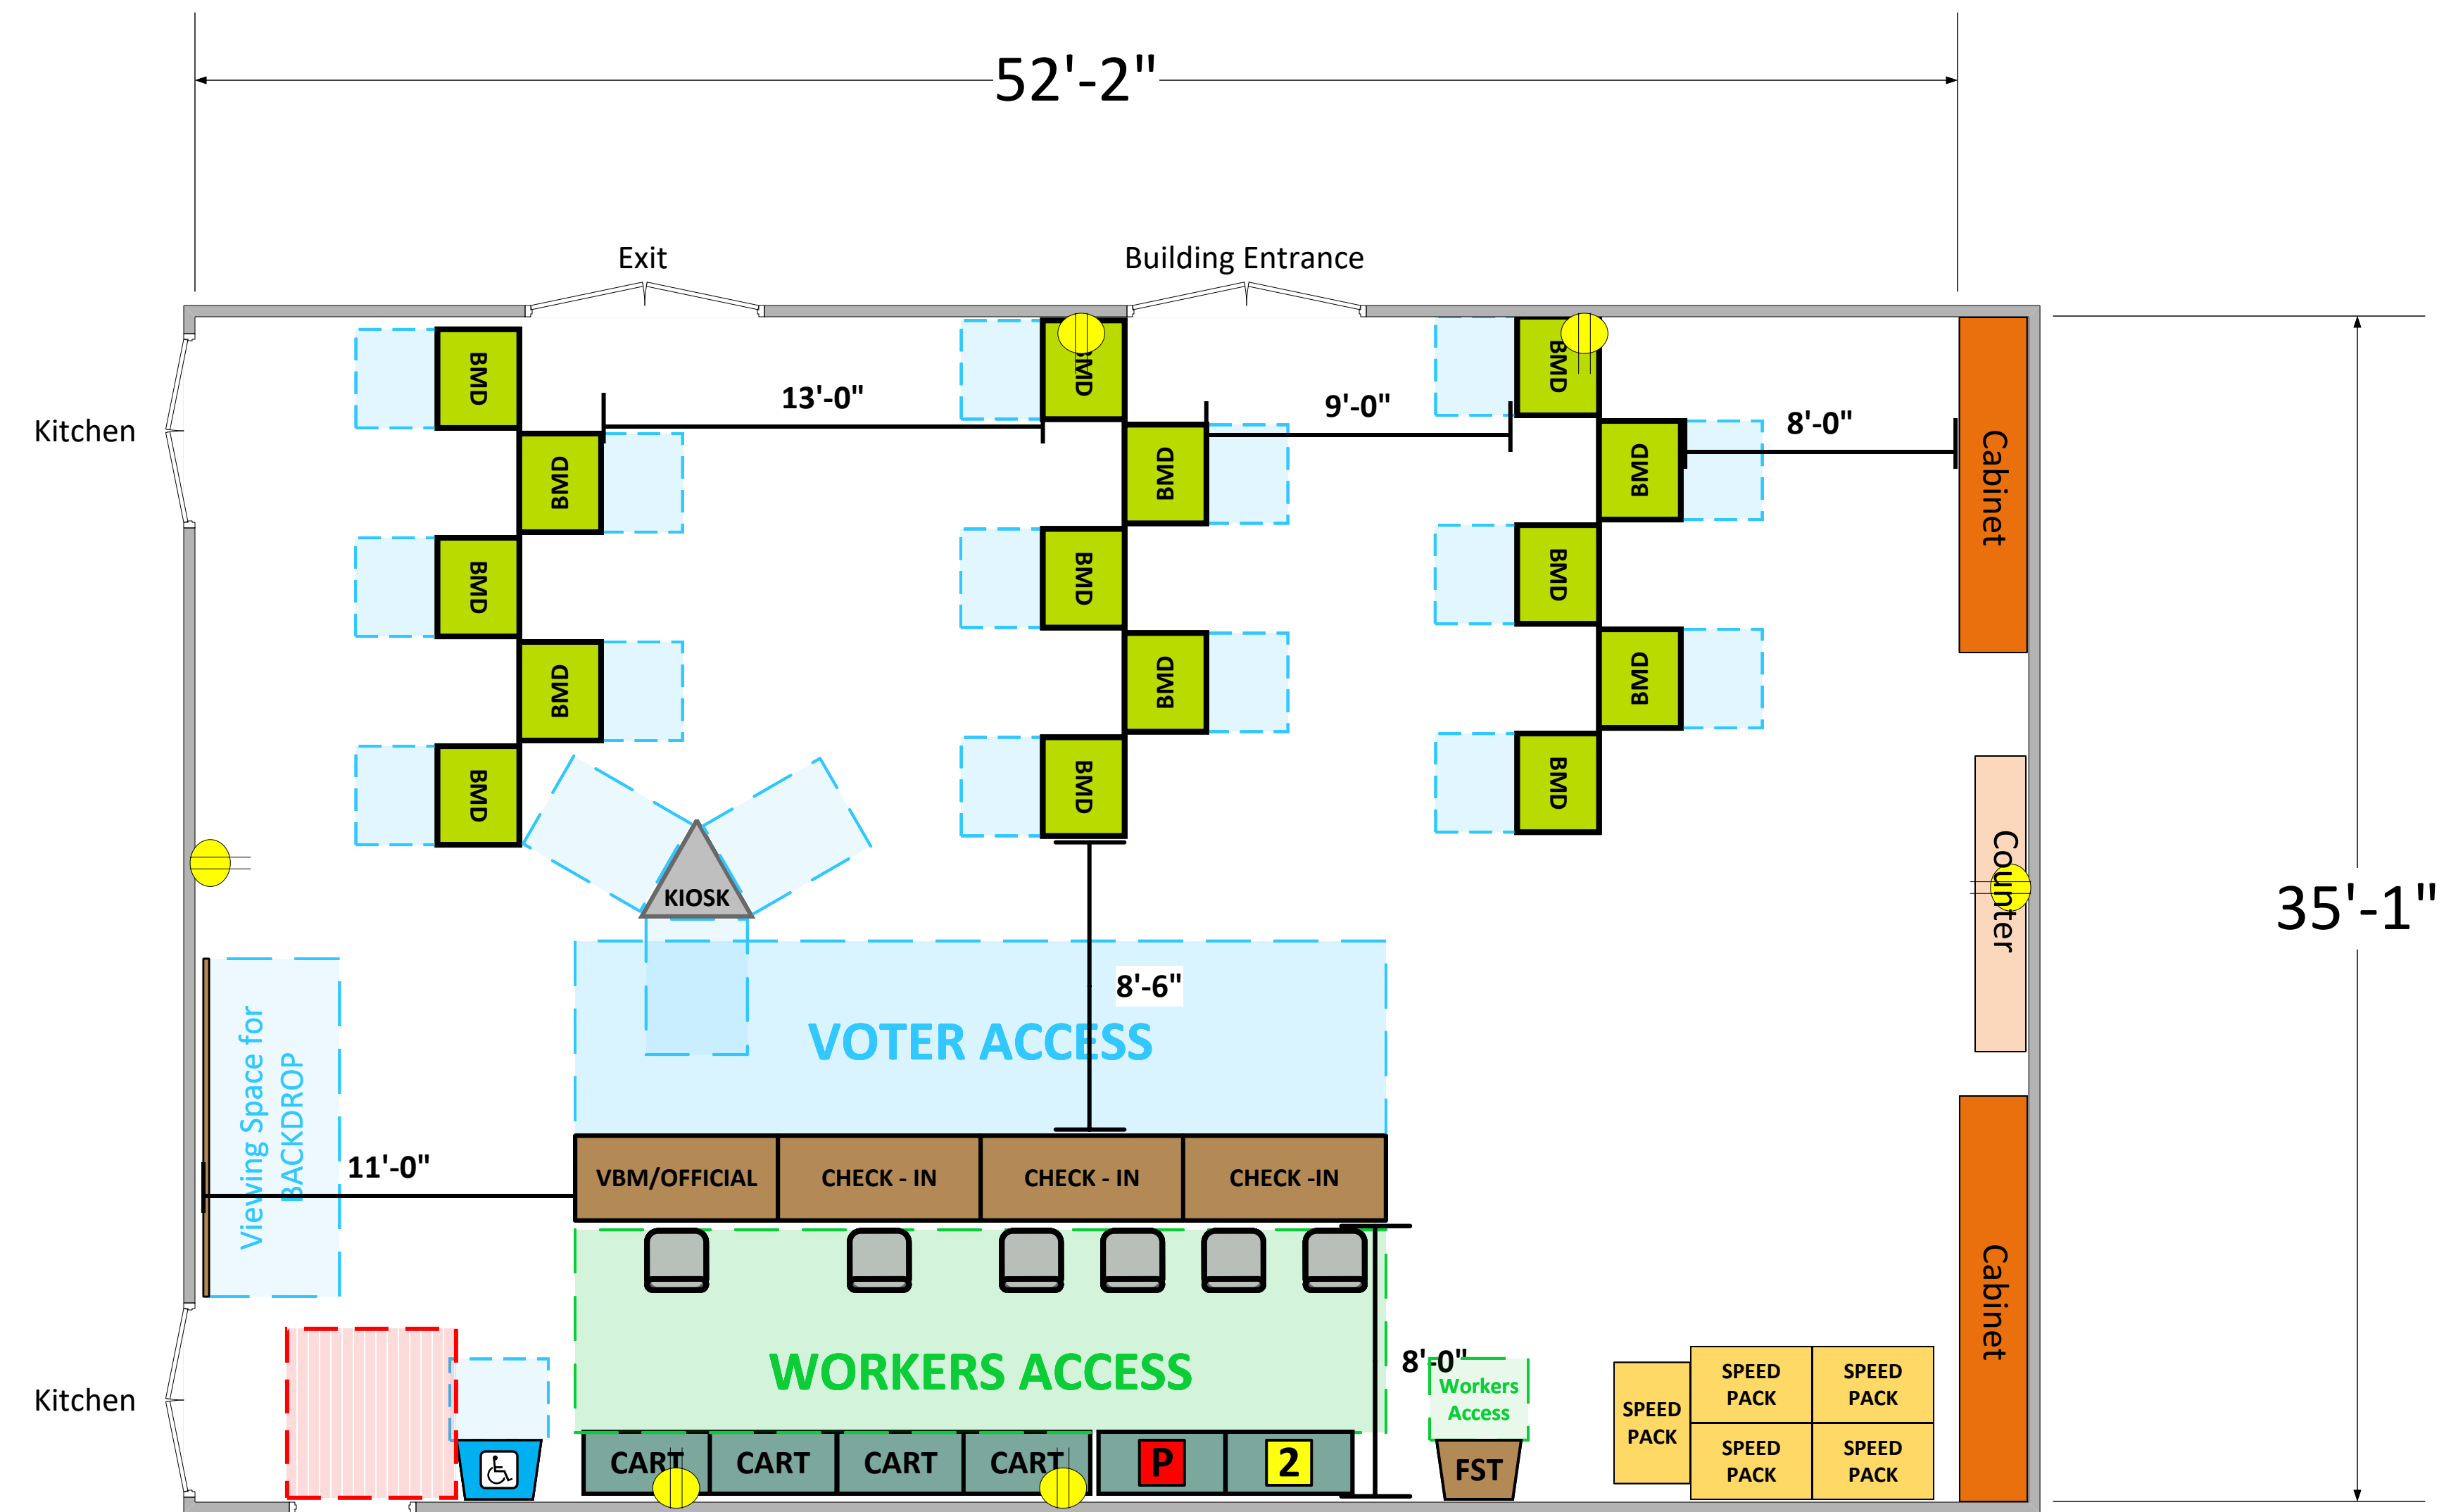 52'-2"
Exit
Building Entrance
BMD
BMD
BMD
13'-0"
9'-0"
8'-0"
Kitchen
BMD
BMD
BMD
Cabinet
BMD
BMD
BMD
BMD
BMD
BMD
BMD
BMD
BMD
KIOSK
Counter
35'-1"
8'-6"
VOTER ACCESS
Viewing Space for
BACKDROP
11'-0"
VBM/OFFICIAL
CHECK - IN
CHECK - IN
CHECK -IN
Cabinet
WORKERS ACCESS
8'-0"
Workers
Access
Kitchen
SPEED
PACK
SPEED
PACK
SPEED
PACK
SPEED
PACK
SPEED
PACK
CART
CART
CART
CART
P
2
FST